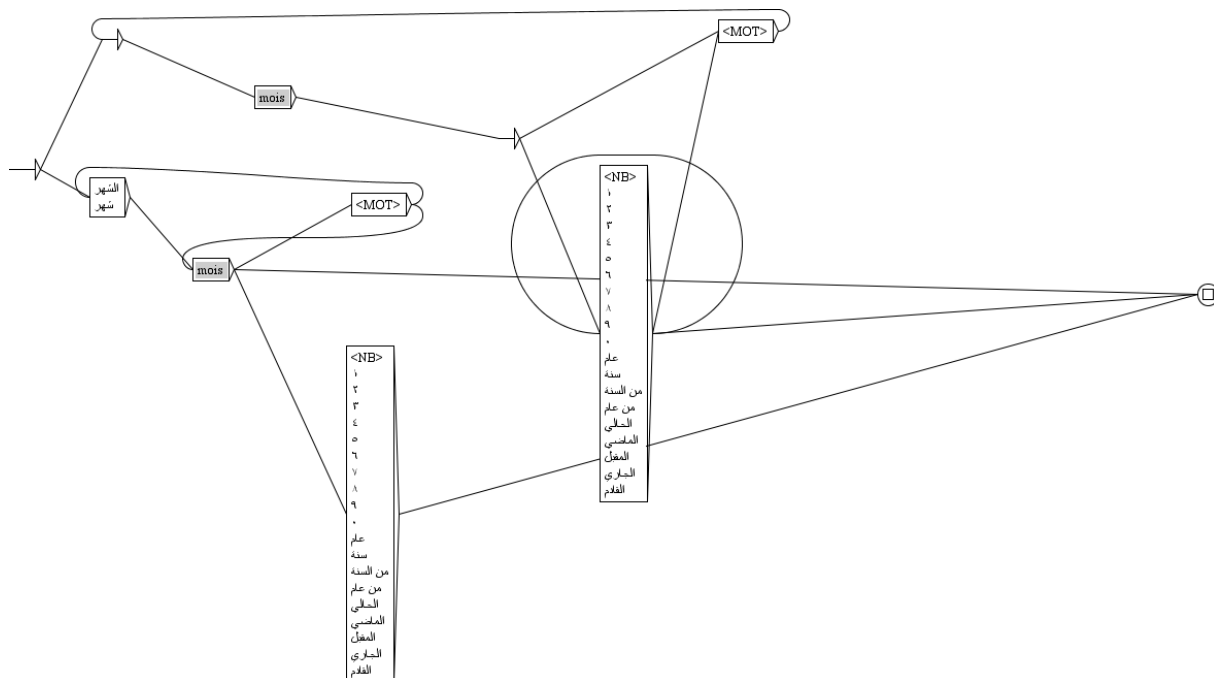 <MOT>
mois
الشهر
شهر
<MOT>
mois
<NB>
١
٢
٣
٤
٥
٦
٧
٨
٩
٠
عام
سنة
من السنة
من عام
الحالي
الماضي
المقبل
الجاري
القادم
<NB>
١
٢
٣
٤
٥
٦
٧
٨
٩
٠
عام
سنة
من السنة
من عام
الحالي
الماضي
المقبل
الجاري
القادم